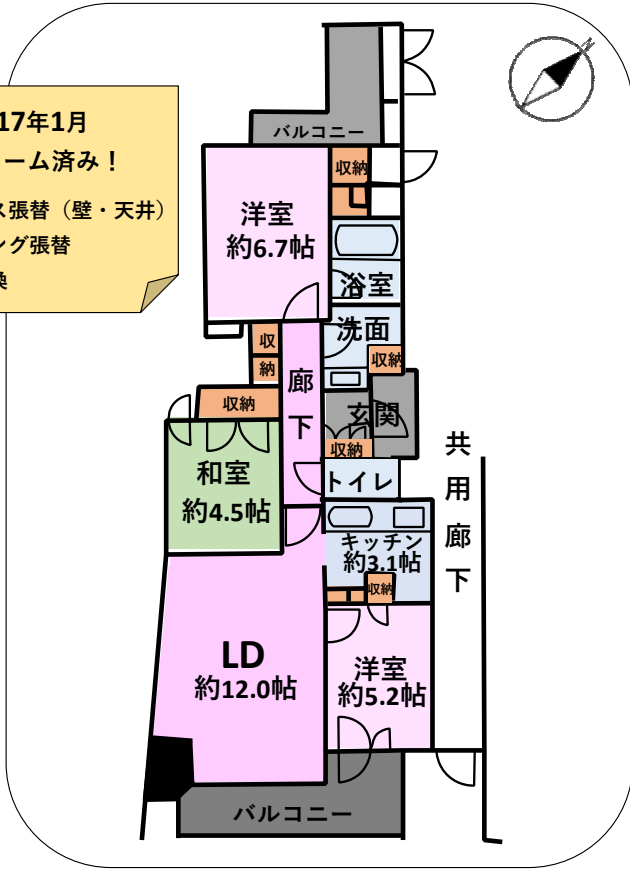 17年1月
ーム済み！
ス張替（壁・天井）
ング張替
換
N
バルコニー
収納
洋室
約6.7帖
浴室
洗面
収納
収
納
廊
下
収納
玄関
収納
和室
約4.5帖
トイレ
共
用
廊
下
キッチン
約3.1帖
収納
LD
約12.0帖
洋室
約5.2帖
バルコニー